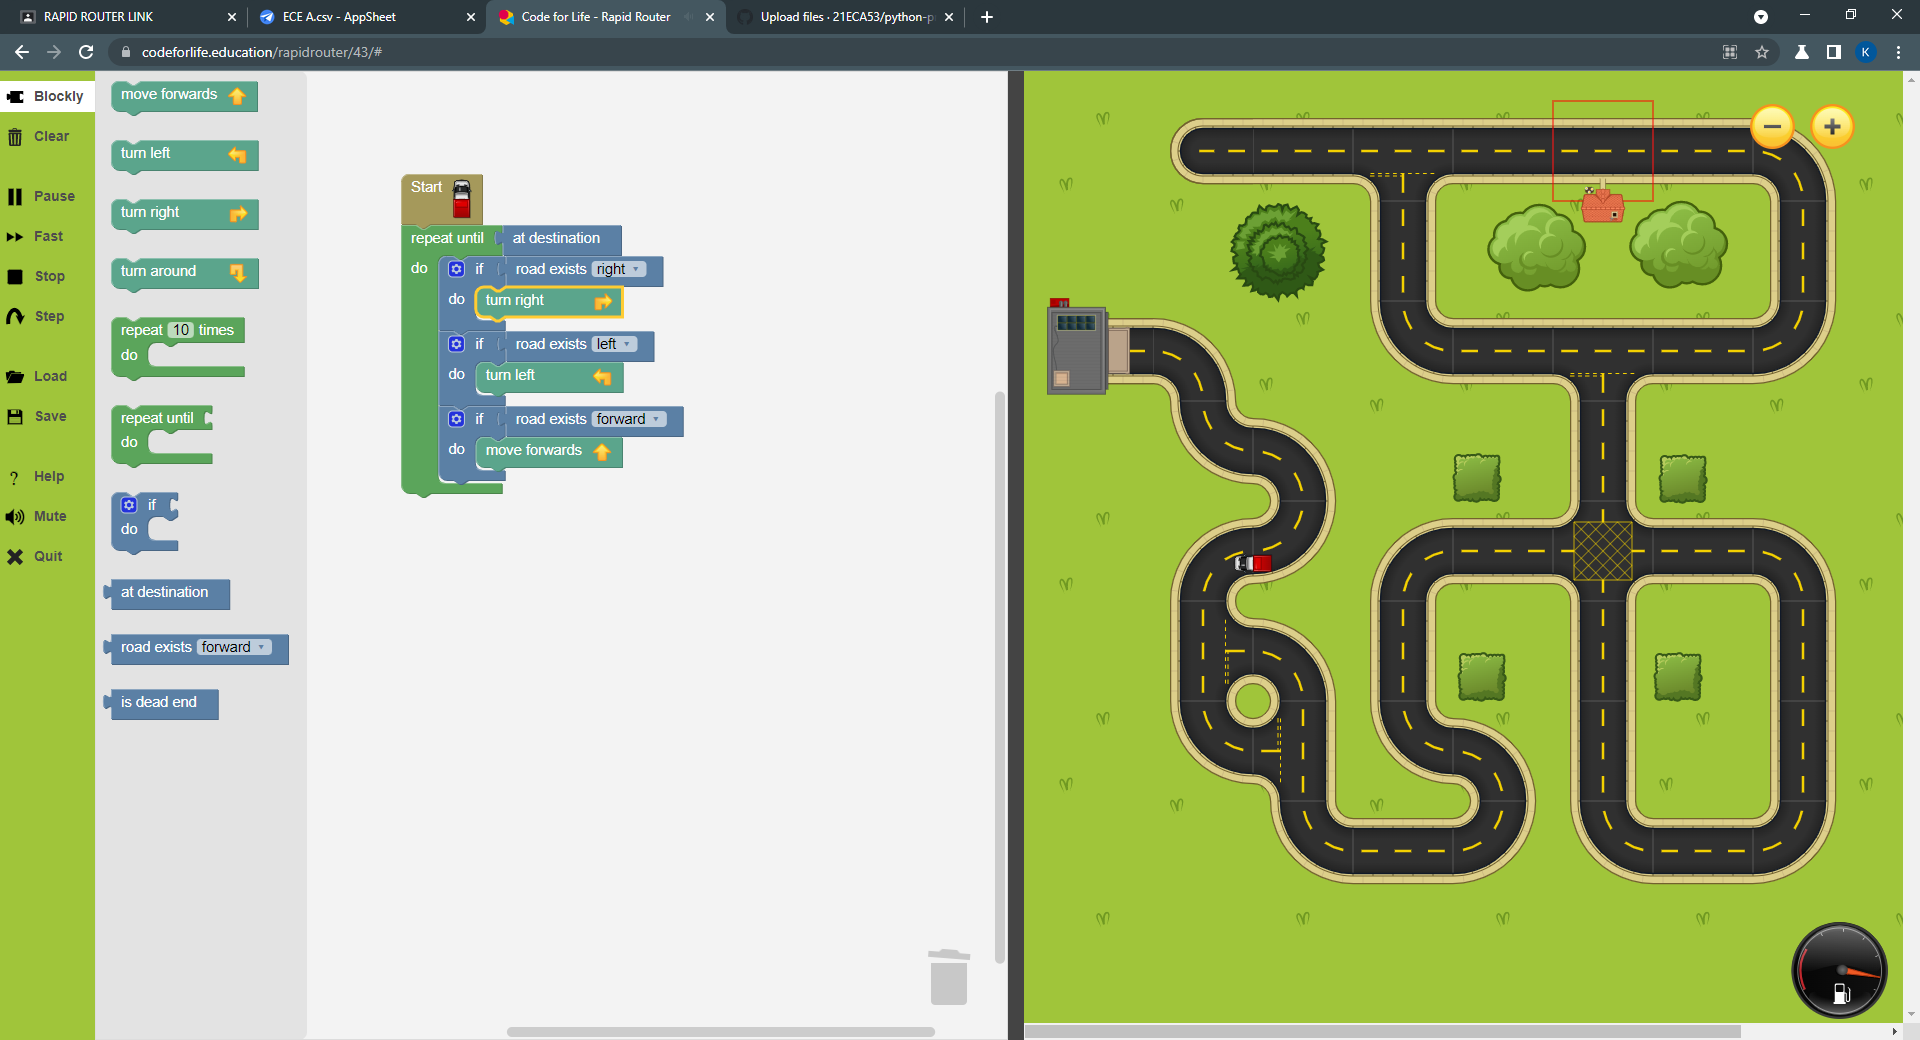 RAPID ROUTER LINK
ECE A.csv - AppSheet
Code for Life - Rapid Router
Upload files · 21ECA53/python-p
codeforlife.education/rapidrouter/43/#
K
Blockly
Clear
Pause
Fast
Stop
Step
Load
Save
Help
Mute
Quit
move forwards
turn left
turn right
turn around
repeat 10 times
do
repeat until
do
if
do
at destination
road exists forward
is dead end
Start
repeat until at destination
do if road exists right
do turn right
if road exists left
do turn left
if road exists forward
do move forwards